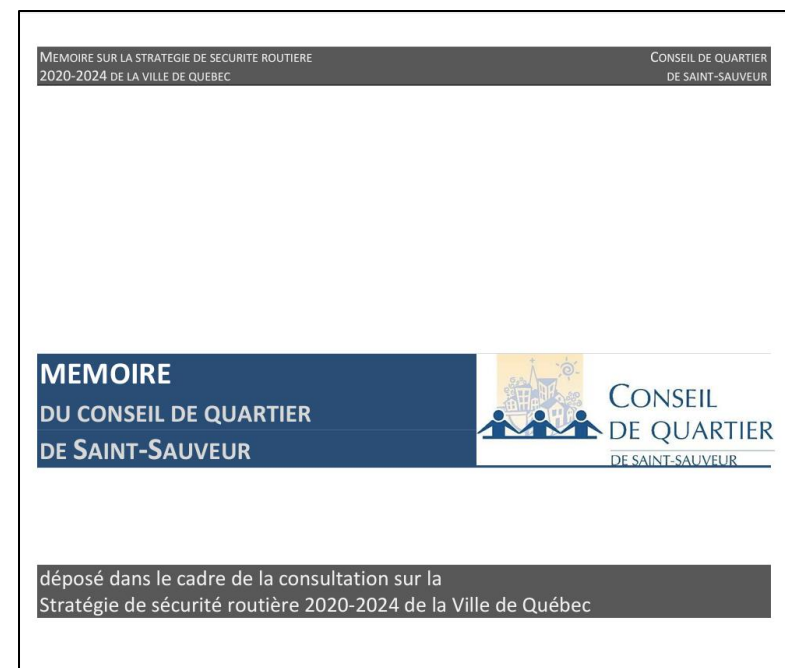 MEMOIRE SUR LA STRATEGIE DE SECURITE ROUTIERE
2020-2024 DE LA VILLE DE QUEBEC
CONSEIL DE QUARTIER
DE SAINT-SAUVEUR
MEMOIRE
DU CONSEIL DE QUARTIER
DE SAINT-SAUVEUR
CONSEIL
DE QUARTIER
DE SAINT-SAUVEUR
déposé dans le cadre de la consultation sur la
Stratégie de sécurité routière 2020-2024 de la Ville de Québec